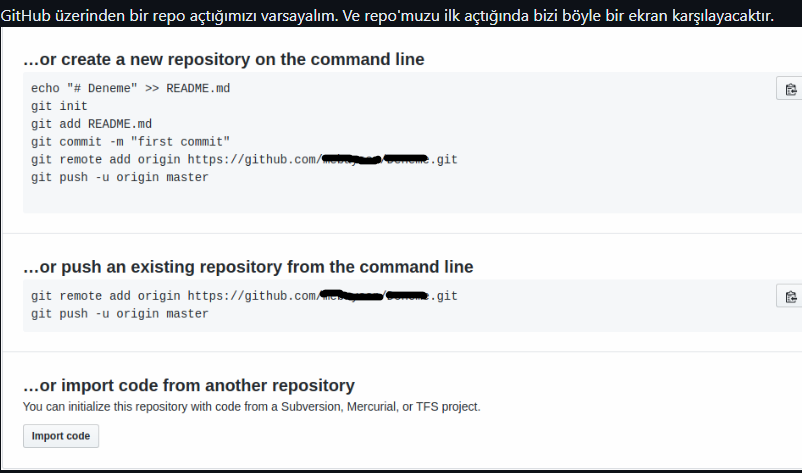 GitHub üzerinden bir repo açtığımızı varsayalım. Ve repo'muzu ilk açtığında bizi böyle bir ekran karşılayacaktır.
…or create a new repository on the command line
echo "# Deneme" >> README.md
git init
git add README.md
git commit -m "first commit"
git remote add origin https://github.com/ / .git
git push -u origin master
…or push an existing repository from the command line
git remote add origin https://github.com/ / .git
git push -u origin master
…or import code from another repository
You can initialize this repository with code from a Subversion, Mercurial, or TFS project.
Import code